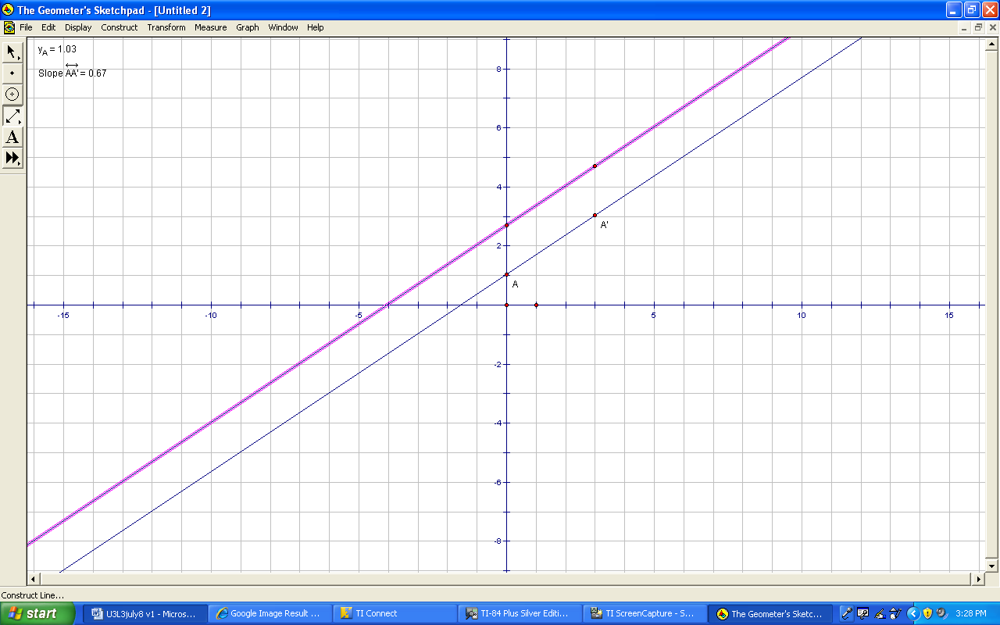 The Geometer's Sketchpad - [Untitled 2]
File Edit Display Construct Transform Measure Graph Window Help
yA = 1.03
Slope AA' = 0.67
A
8
6
4
A'
2
A
-15 -10 -5 5 10 15
-2
-4
-6
-8
Construct Line...
start U3L3july8 v1 - Micros... Google Image Result ... TI Connect TI-84 Plus Silver Editi... TI ScreenCapture - S... The Geometer's Sketc... 3:28 PM